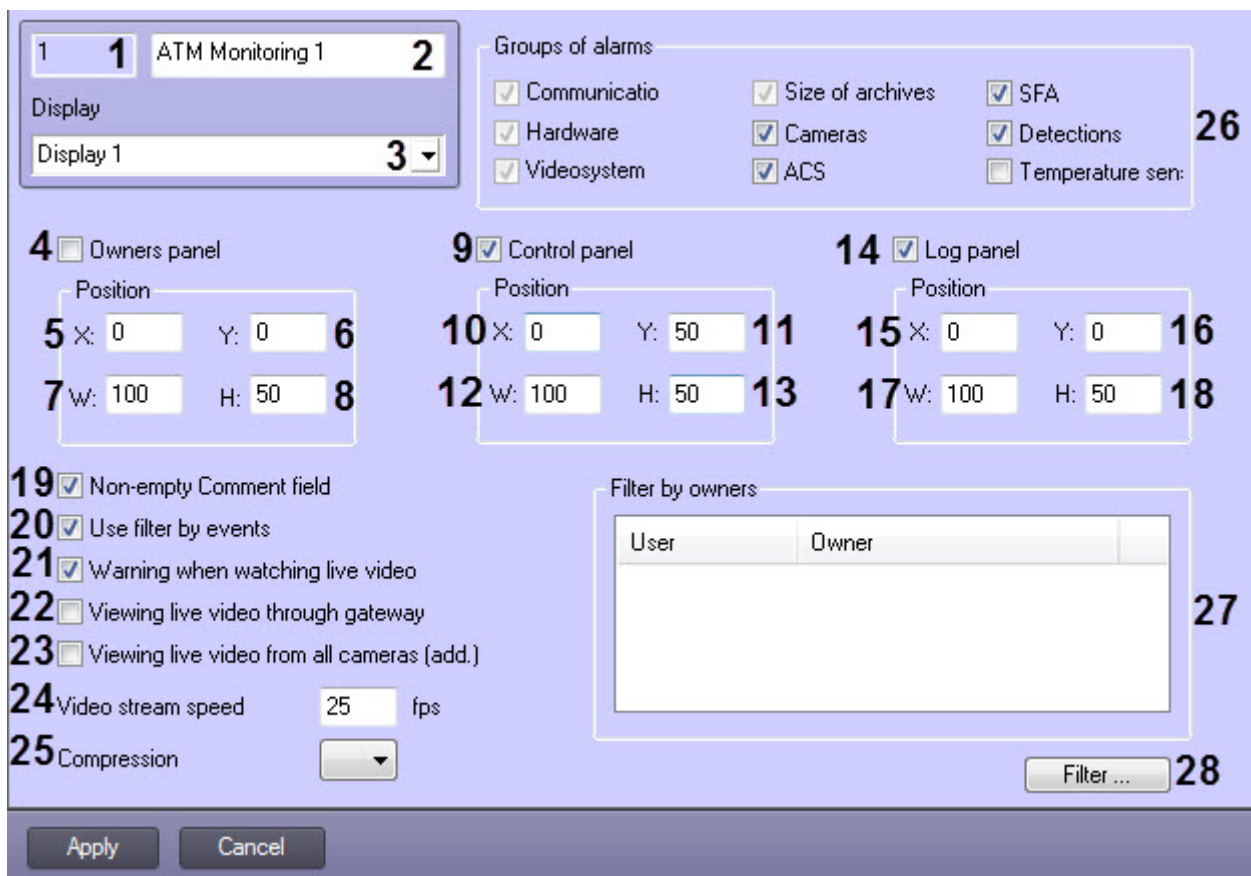 1 1 ATM Monitoring 1 2
Display
Display 1 3
Groups of alarms
Communicatio Size of archives SFA
Hardware Cameras Detections 26
Videosystem ACS Temperature sen
4 Owners panel 9 Control panel 14 Log panel
Position Position Position
5 X: 0 Y: 0 6 10 X: 0 Y: 50 11 15 X: 0 Y: 0 16
7 W: 100 H: 50 8 12 W: 100 H: 50 13 17 W: 100 H: 50 18
19 Non-empty Comment field
20 Use filter by events
21 Warning when watching live video
22 Viewing live video through gateway
23 Viewing live video from all cameras (add.)
24 Video stream speed 25 fps
25 Compression
Filter by owners
User Owner
27
Filter ... 28
Apply Cancel